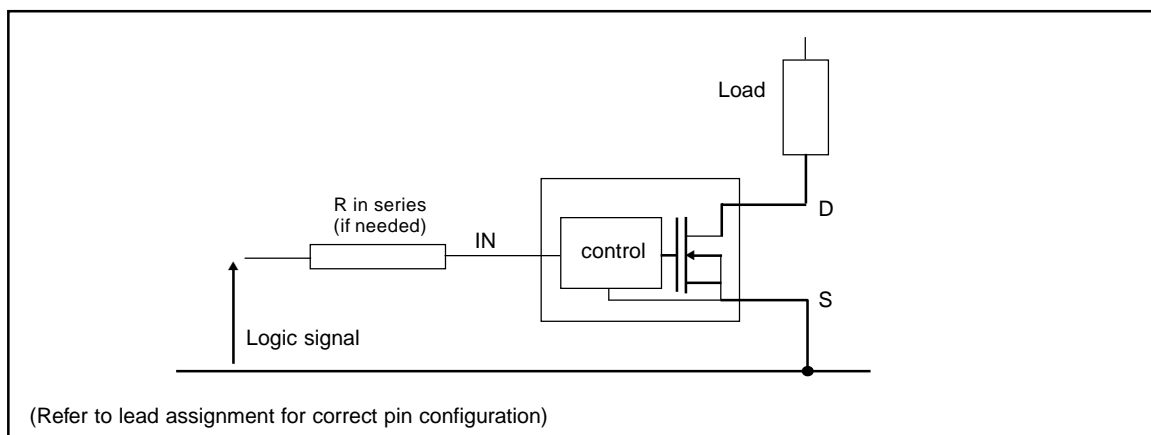 Load
R in series
(if needed)
IN
D
control
S
Logic signal
(Refer to lead assignment for correct pin configuration)